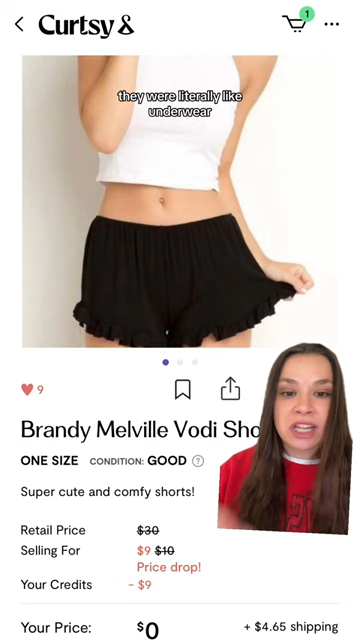 Curtsy &
1
they were literally like
underwear
9
Brandy Melville Vodi Sho
ONE SIZE CONDITION: GOOD ?
Super cute and comfy shorts!
Retail Price $30
Selling For $9 $10
Price drop!
Your Credits - $9
Your Price: $0 + $4.65 shipping